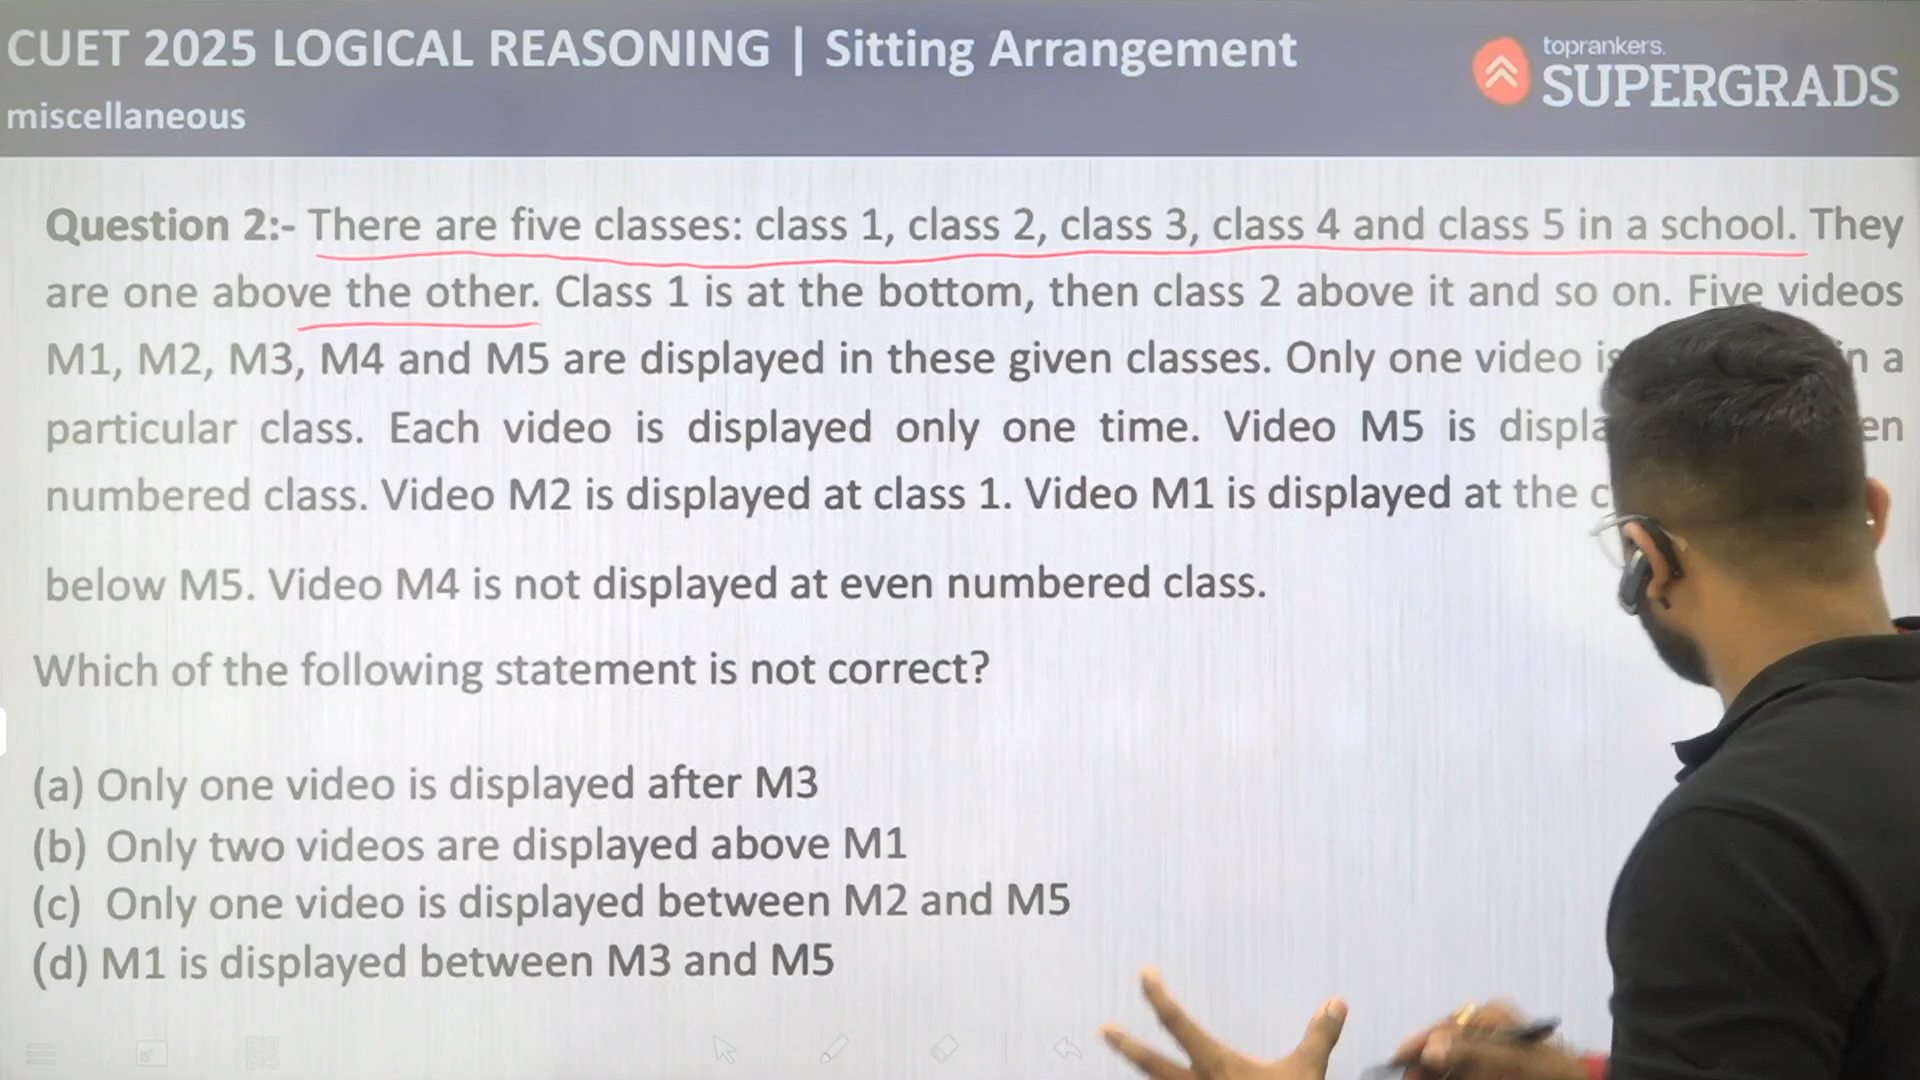 CUET 2025 LOGICAL REASONING | Sitting Arrangement
miscellaneous
toprankers.
SUPERGRADS
Question 2:- There are five classes: class 1, class 2, class 3, class 4 and class 5 in a school. They
are one above the other. Class 1 is at the bottom, then class 2 above it and so on. Five videos
M1, M2, M3, M4 and M5 are displayed in these given classes. Only one video in a
particular class. Each video is displayed only one time. Video M5 is
numbered class. Video M2 is displayed at class 1. Video M1 is displayed at the
below M5. Video M4 is not displayed at even numbered class.
Which of the following statement is not correct?
(a) Only one video is displayed after M3
(b) Only two videos are displayed above M1
(c) Only one video is displayed between M2 and M5
(d) M1 is displayed between M3 and M5